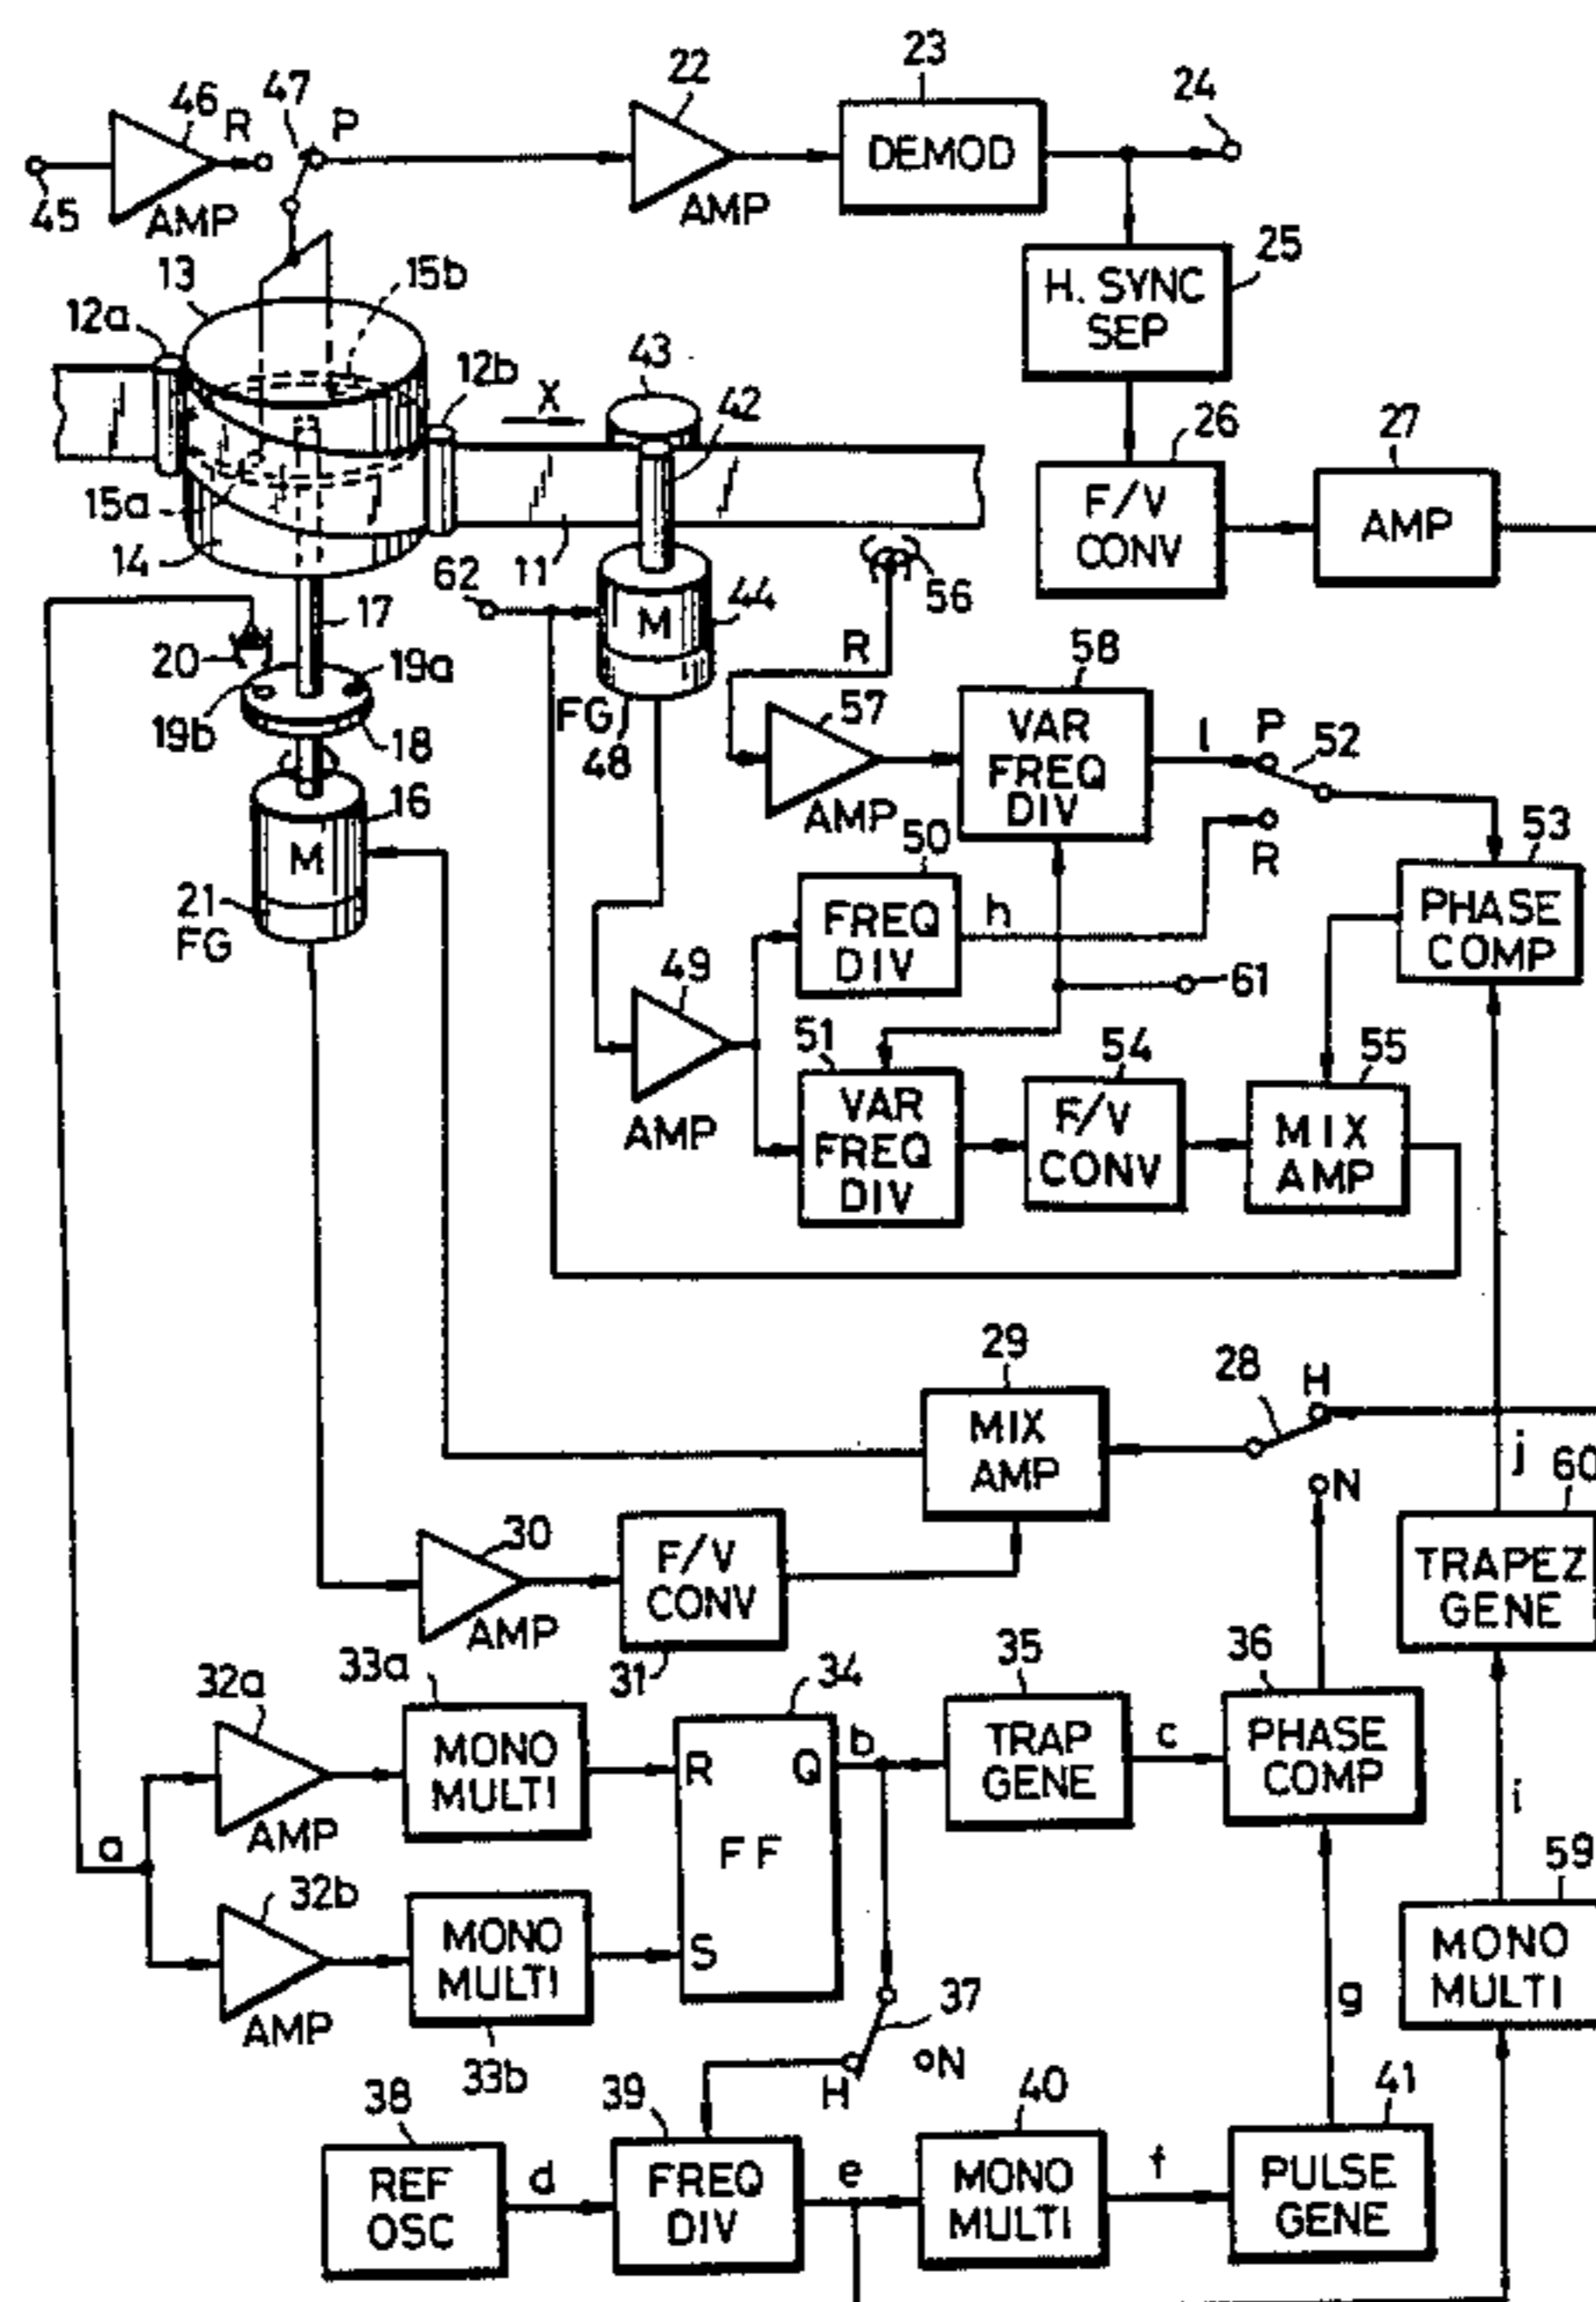 22
23
24
46
R
47
P
DEMOD
45
AMP
AMP
13
15b
25
H. SYNC
SEP
12a
12b
X
43
42
26
27
15a
14
F/V
CONV
AMP
62
11
M
44
56
17
20
19a
R
58
19b
18
FG
48
57
VAR
FREQ
DIV
l
P
52
16
AMP
50
R
53
M
21
FG
FREQ
DIV
h
PHASE
COMP
49
61
51
54
55
AMP
VAR
FREQ
DIV
F/V
CONV
MIX
AMP
29
28
H
MIX
AMP
j
60
N
30
F/V
CONV
TRAPEZ
GENE
AMP
31
33a
34
35
36
32a
MONO
MULTI
R
Q
b
TRAP
GENE
c
PHASE
COMP
i
a
AMP
FF
59
32b
MONO
MULTI
S
MONO
MULTI
AMP
33b
37
g
H
N
38
39
40
41
REF
OSC
d
FREQ
DIV
e
MONO
MULTI
f
PULSE
GENE